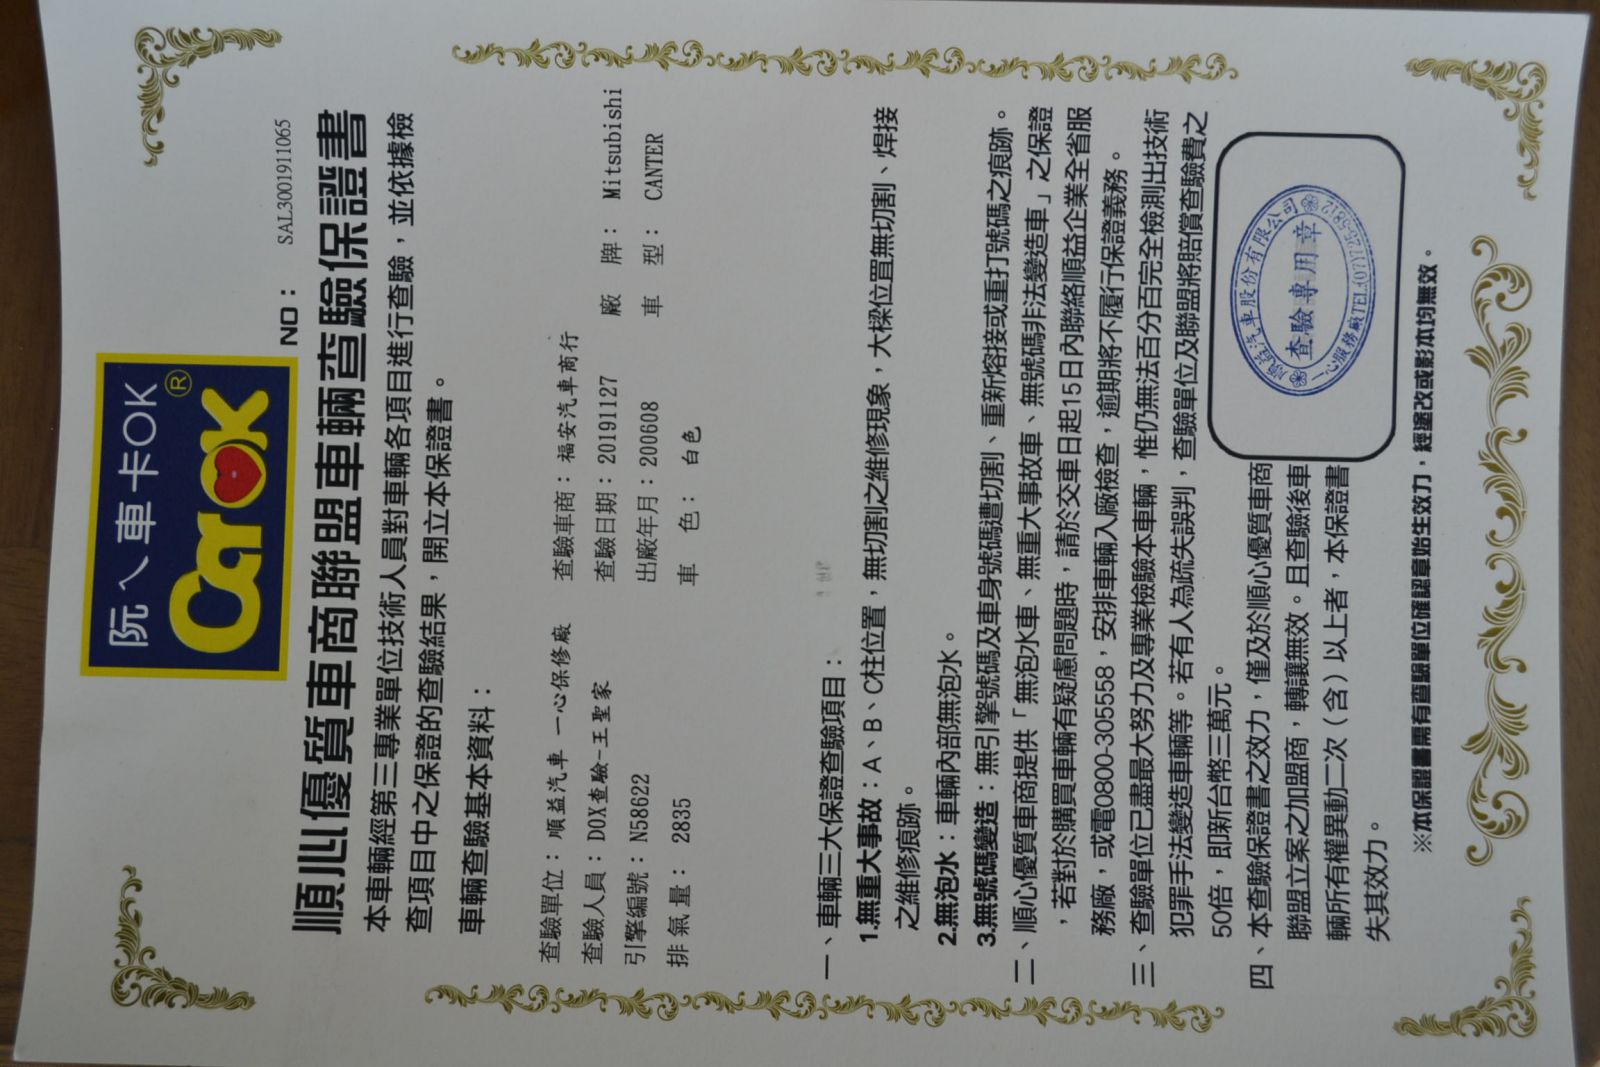 阮ㄟ車卡OK
CarOK®
NO： SAL3001911065
順心優質車商聯盟車輛查驗保證書
本車輛經第三專業單位技術人員對車輛各項目進行查驗，並依據檢
查項目中之保證的查驗結果，開立本保證書。
車輛查驗基本資料：
查驗單位：順益汽車 一心保修廠 查驗車商：福安汽車商行 廠 牌： Mitsubishi
查驗人員：DOX查驗-王聖家 查驗日期：20191127 車 型： CANTER
引擎編號：N58622 出廠年月：200608
排 氣 量： 2835 車 色： 白色
一、車輛三大保證查驗項目：
1.無重大事故：A、B、C柱位置，無切割之維修現象，大樑位置無切割、焊接
之維修痕跡。
2.無泡水：車輛內部無泡水。
3.無號碼變造：無引擎號碼及車身號碼遭切割、重新熔接或重打號碼之痕跡。
二、順心優質車商提供「無泡水車、無重大事故車、無號碼非法變造車」之保證
，若對於購買車輛有疑慮問題時，請於交車日起15日內聯絡順益企業全省服
務廠，或電0800-305558，安排車輛入廠檢查，逾期將不履行保證義務。
三、查驗單位已盡最大努力及專業檢驗本車輛，惟仍無法百分百完全檢測出技術
犯罪手法變造車輛等。若有人為疏失誤判，查驗單位及聯盟將賠償查驗費之
50倍，即新台幣三萬元。
四、本查驗保證書之效力，僅及於順心優質車商
聯盟立案之加盟商，轉讓無效。且查驗後車
輛所有權異動二次（含）以上者，本保證書
失其效力。
順益汽車股份有限公司
查驗專用章
一心服務廠TEL:(07)725-5812
※本保證書需有查驗單位確認章始生效力，經塗改或影本均無效。